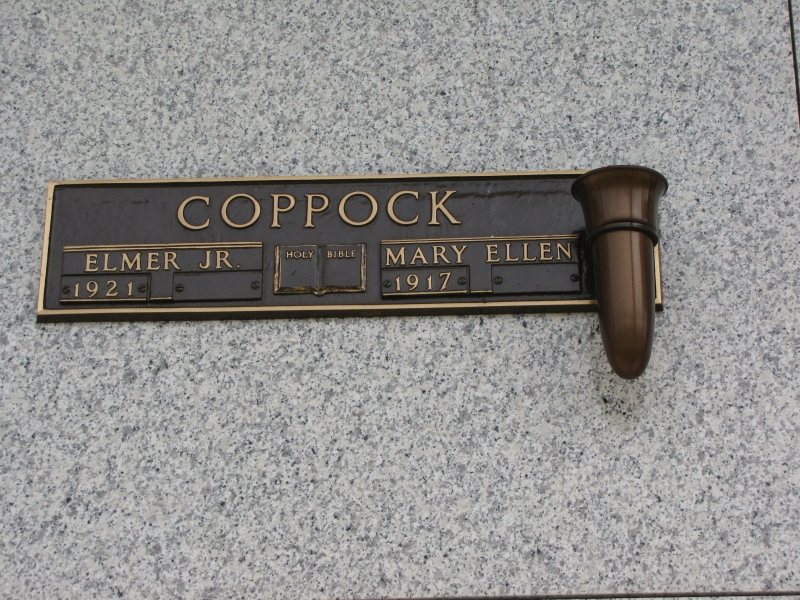 COPPOCK
ELMER JR.
1921
HOLY BIBLE
MARY ELLEN
1917